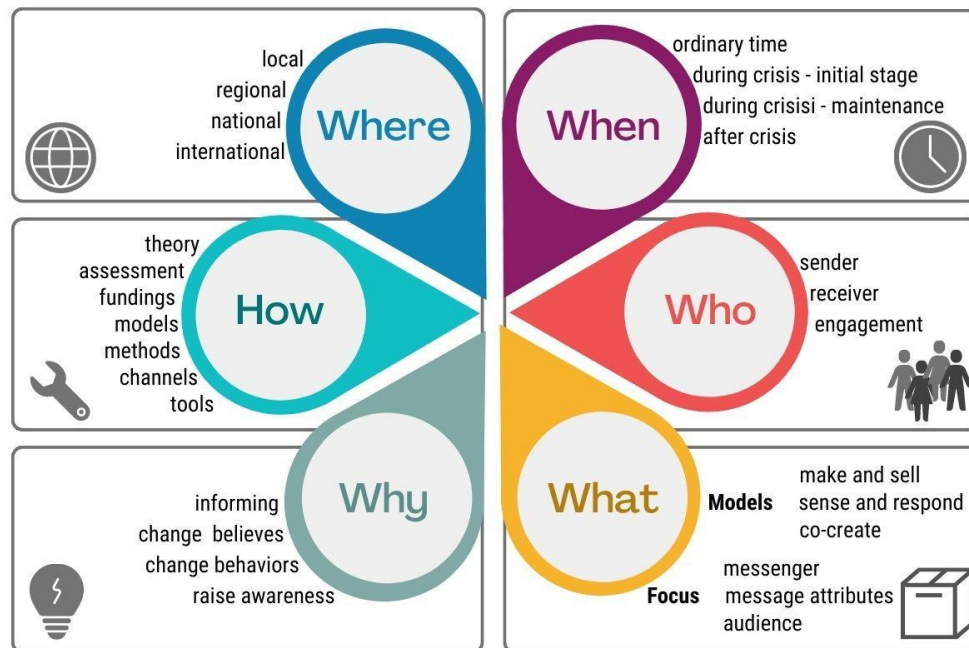 Where
local
regional
national
international
When
ordinary time
during crisis - initial stage
during crisisi - maintenance
after crisis
How
theory
assessment
fundings
models
methods
channels
tools
Who
sender
receiver
engagement
Why
informing
change believes
change behaviors
raise awareness
What
Models
make and sell
sense and respond
co-create
Focus
messenger
message attributes
audience